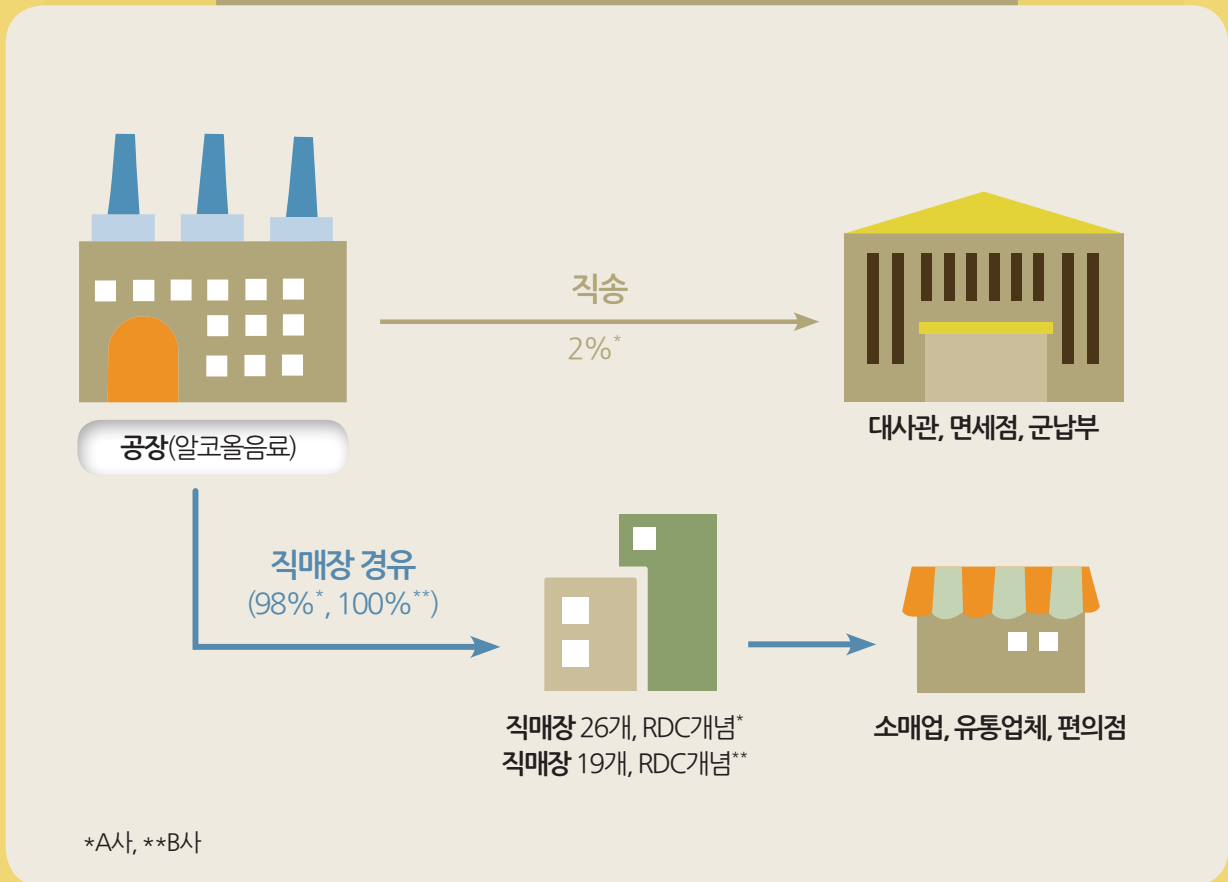 직송
2%*
대사관, 면세점, 군납부
공장(알코올음료)
직매장 경유
(98%*, 100%**)
직매장 26개, RDC개념*
직매장 19개, RDC개념**
소매업, 유통업체, 편의점
*A사, **B사